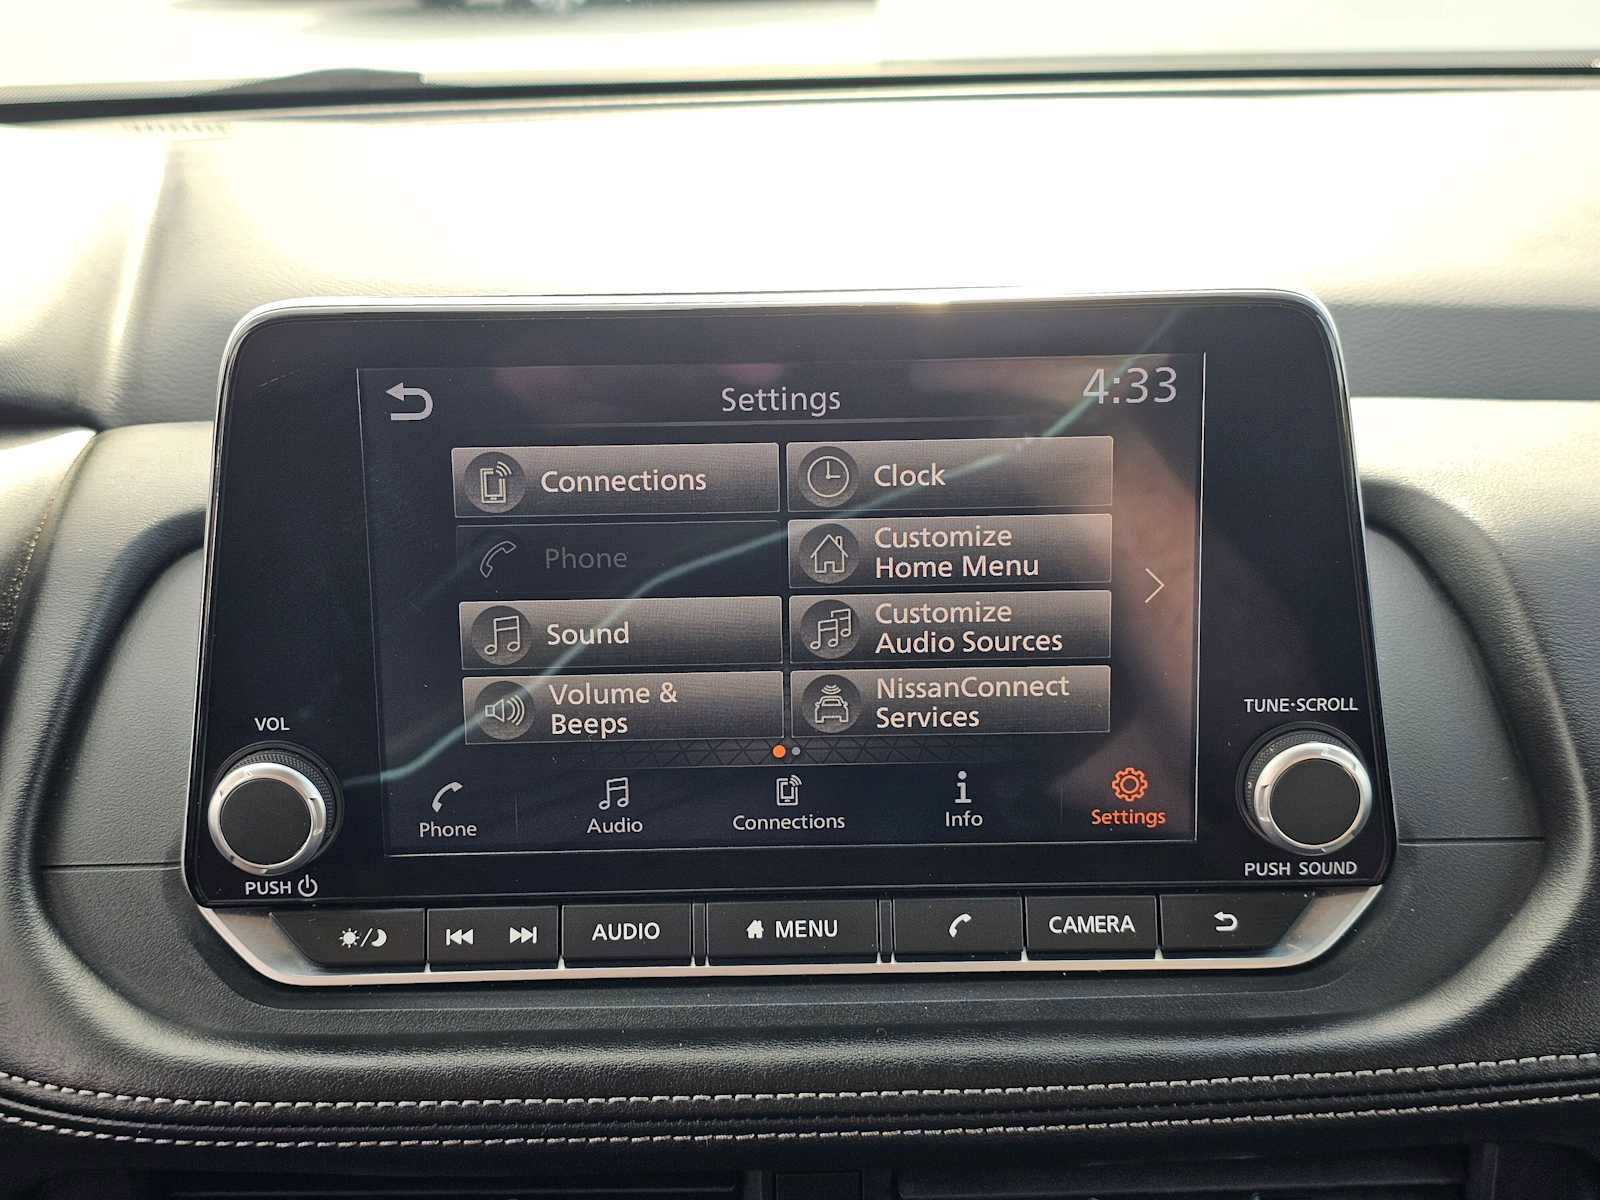 Settings
4:33
Connections
Clock
Phone
Customize
Home Menu
Sound
Customize
Audio Sources
Volume &
Beeps
NissanConnect
Services
Phone
Audio
Connections
Info
Settings
VOL
PUSH
TUNE·SCROLL
PUSH SOUND
AUDIO
MENU
CAMERA